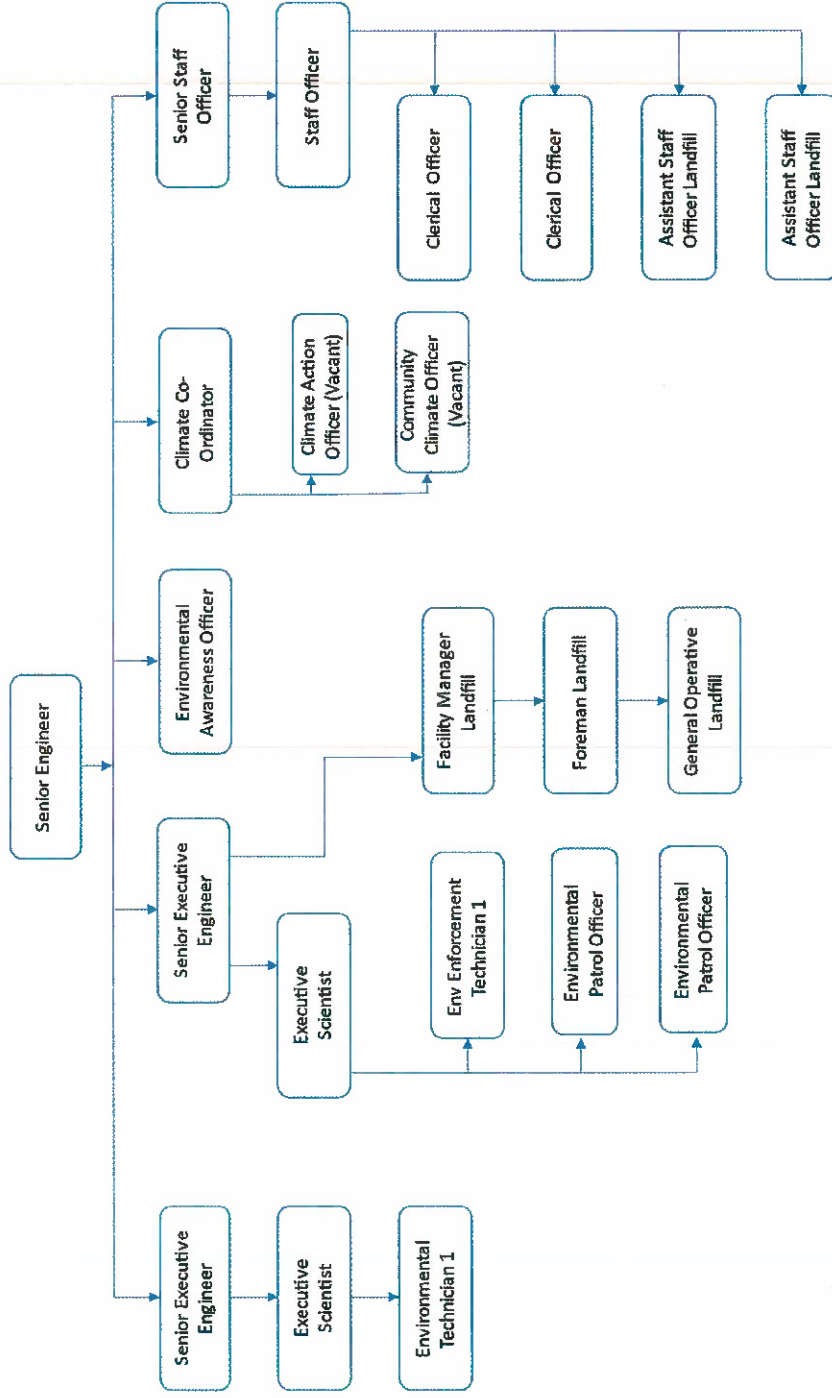 Senior Engineer
Senior Executive
Engineer
Executive
Scientist
Environmental
Technician 1
Senior Executive
Engineer
Executive
Scientist
Env Enforcement
Technician 1
Environmental
Patrol Officer
Environmental
Patrol Officer
Facility Manager
Landfill
Foreman Landfill
General Operative
Landfill
Environmental
Awareness Officer
Climate Co-
Ordinator
Climate Action
Officer (Vacant)
Community
Climate Officer
(Vacant)
Senior Staff
Officer
Staff Officer
Clerical Officer
Clerical Officer
Assistant Staff
Officer Landfill
Assistant Staff
Officer Landfill